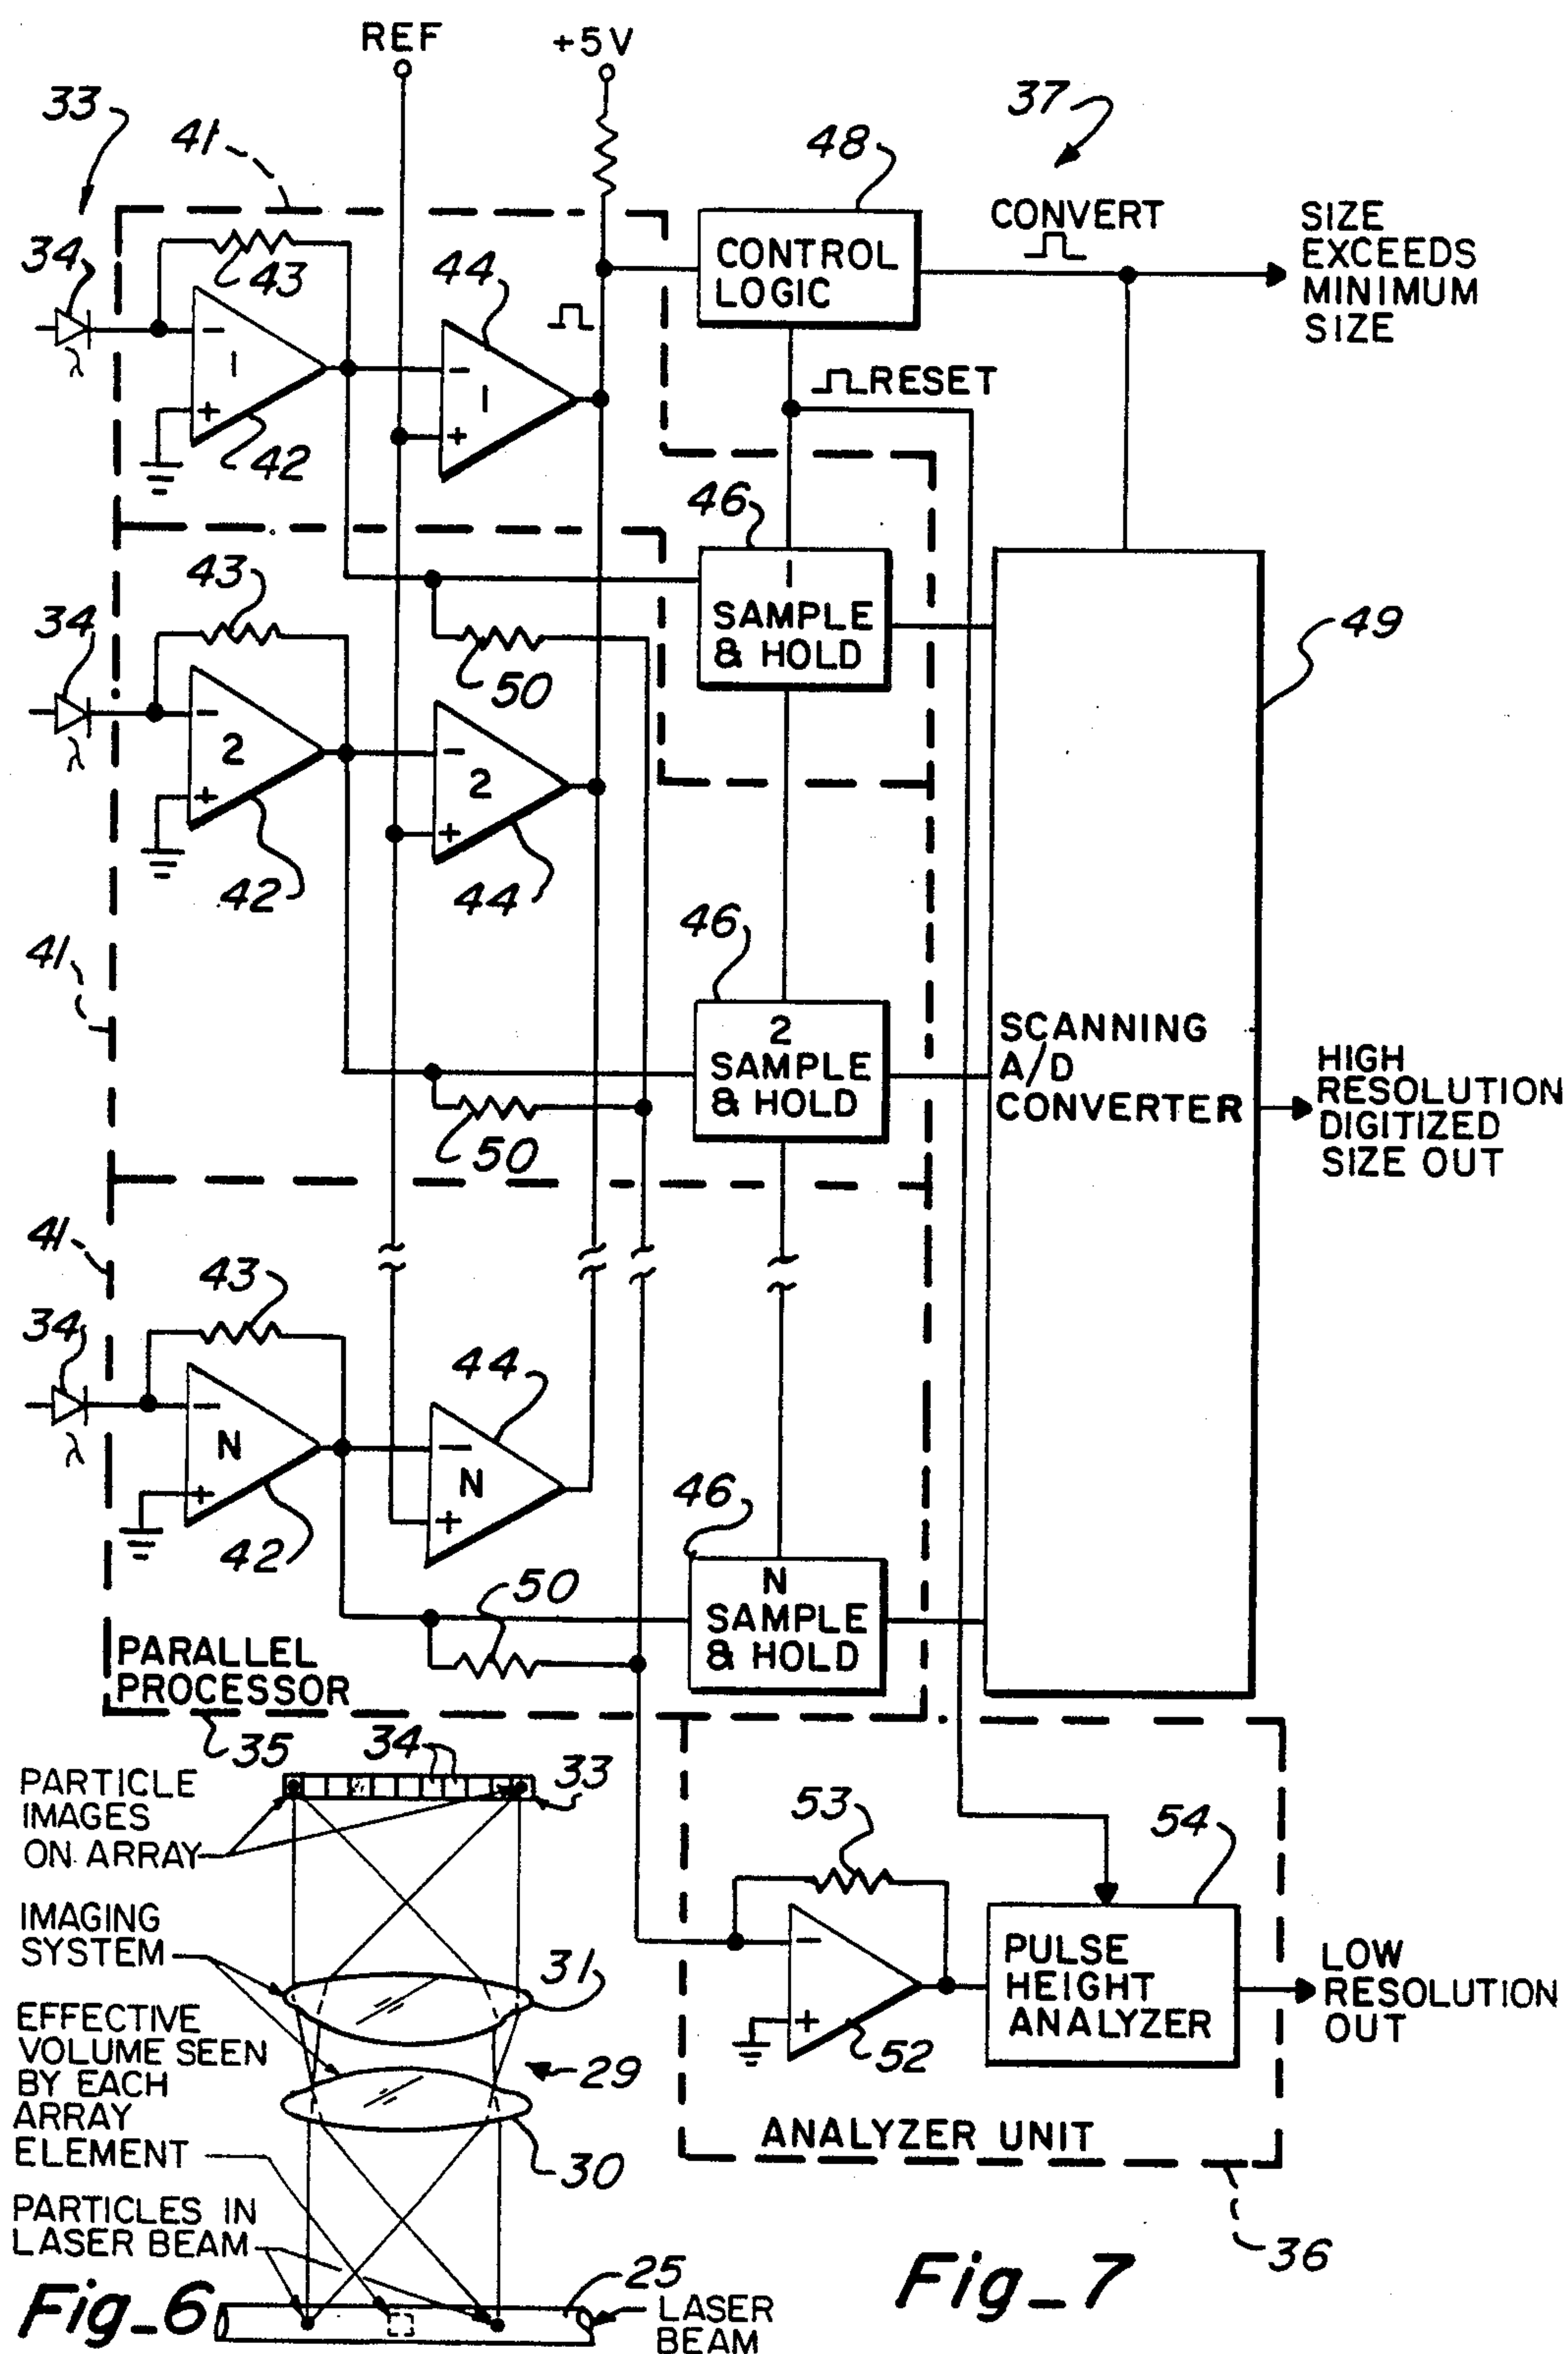 REF
+5V
33
41
48
37
34
43
44
CONTROL
LOGIC
CONVERT
SIZE
EXCEEDS
MINIMUM
SIZE
−
1
+
−
1
+
λ
42
RESET
46
43
1
SAMPLE
& HOLD
49
34
50
−
2
+
−
2
+
λ
42
44
46
41
2
SAMPLE
& HOLD
SCANNING
A/D
CONVERTER
HIGH
RESOLUTION
DIGITIZED
SIZE OUT
50
41
43
34
44
−
N
+
−
N
+
λ
42
46
50
N
SAMPLE
& HOLD
PARALLEL
PROCESSOR
35
34
33
PARTICLE
IMAGES
ON ARRAY
53
54
IMAGING
SYSTEM
31
−
+
PULSE
HEIGHT
ANALYZER
LOW
RESOLUTION
OUT
EFFECTIVE
VOLUME SEEN
BY EACH
ARRAY
ELEMENT
29
52
30
ANALYZER UNIT
36
PARTICLES IN
LASER BEAM
25
LASER
BEAM
Fig_6
Fig_7